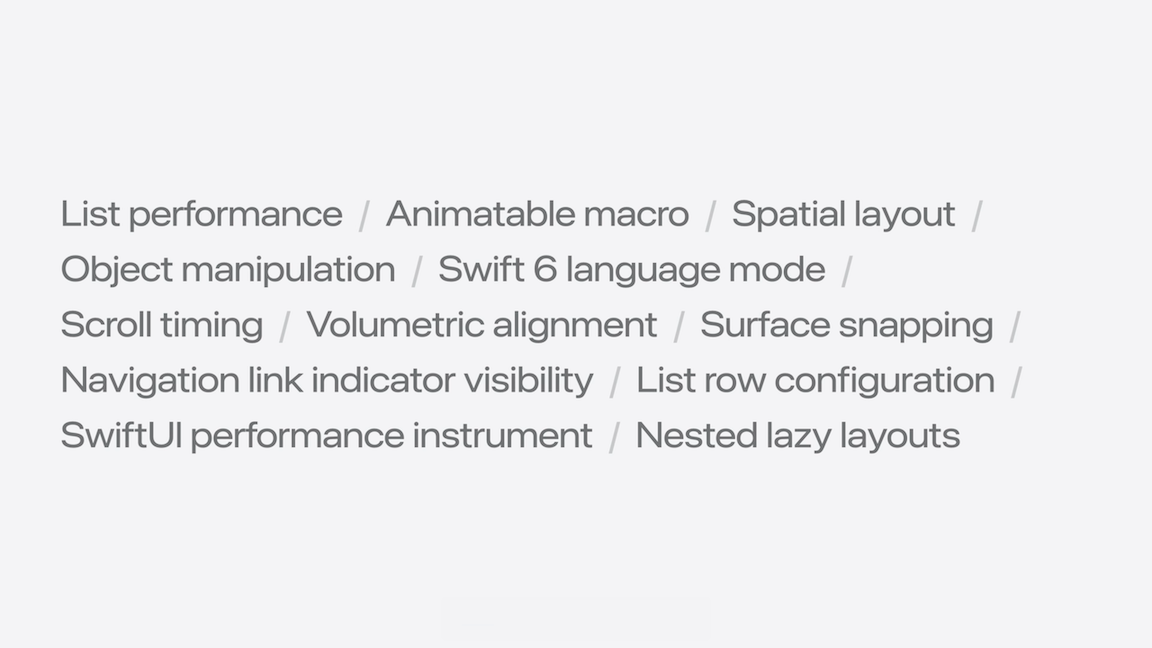 List performance / Animatable macro / Spatial layout /
Object manipulation / Swift 6 language mode /
Scroll timing / Volumetric alignment / Surface snapping /
Navigation link indicator visibility / List row configuration /
SwiftUI performance instrument / Nested lazy layouts